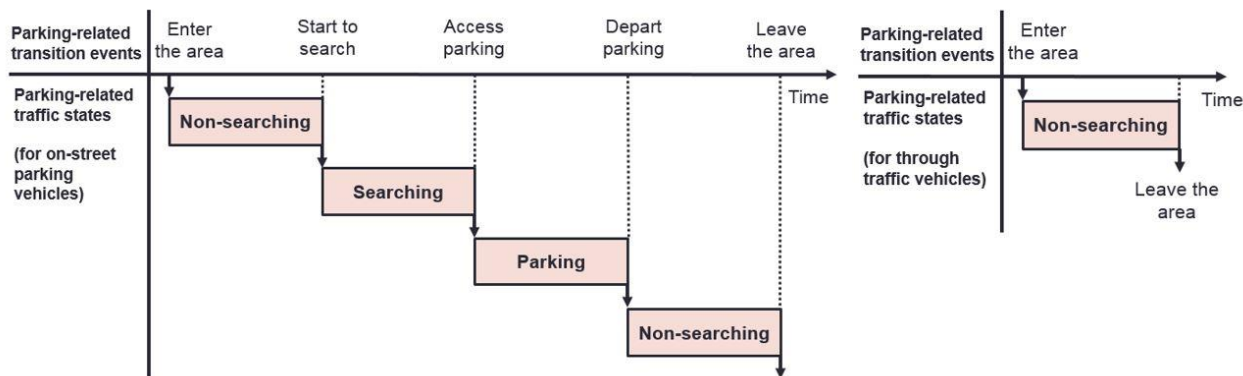 Parking-related
transition events
Enter
the area
Start to
search
Access
parking
Depart
parking
Leave
the area
Time
Parking-related
traffic states
(for on-street
parking
vehicles)
Non-searching
Searching
Parking
Non-searching
Parking-related
transition events
Enter
the area
Time
Parking-related
traffic states
(for through
traffic vehicles)
Non-searching
Leave the
area